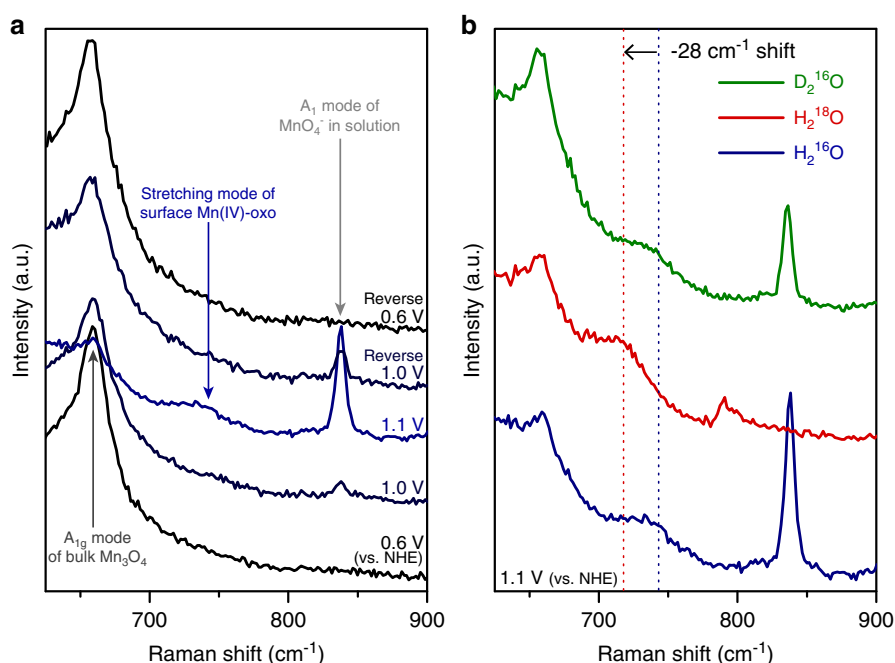 a
A₁ mode of
MnO₄⁻ in solution
Stretching mode of
surface Mn(IV)-oxo
Reverse
0.6 V
Reverse
1.0 V
1.1 V
1.0 V
0.6 V
(vs. NHE)
A₁g mode
of bulk Mn₃O₄
Intensity (a.u.)
700 800 900
Raman shift (cm⁻¹)
b
-28 cm⁻¹ shift
D₂¹⁶O
H₂¹⁸O
H₂¹⁶O
1.1 V (vs. NHE)
Intensity (a.u.)
700 800 900
Raman shift (cm⁻¹)